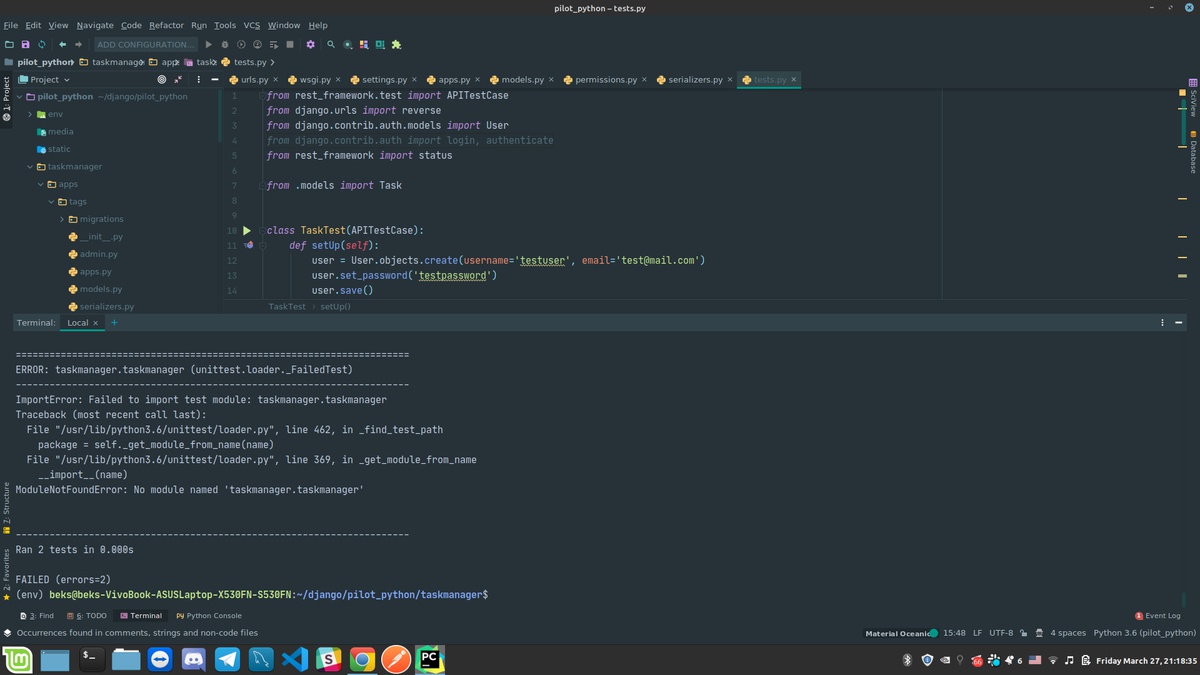 pilot_python – tests.py
File Edit View Navigate Code Refactor Run Tools VCS Window Help
ADD CONFIGURATION...
pilot_python taskmanag apps task tests.py
Project urls.py wsgi.py settings.py apps.py models.py permissions.py serializers.py tests.py
1: Project
pilot_python ~/django/pilot_python
env
media
static
taskmanager
apps
tags
migrations
__init__.py
admin.py
apps.py
models.py
serializers.py
1 from rest_framework.test import APITestCase
2 from django.urls import reverse
3 from django.contrib.auth.models import User
4 from django.contrib.auth import login, authenticate
5 from rest_framework import status
6
7 from .models import Task
8
9
10 class TaskTest(APITestCase):
11 def setUp(self):
12 user = User.objects.create(username='testuser', email='test@mail.com')
13 user.set_password('testpassword')
14 user.save()
TaskTest › setUp()
SciView
Database
Terminal: Local × +
======================================================================
ERROR: taskmanager.taskmanager (unittest.loader._FailedTest)
----------------------------------------------------------------------
ImportError: Failed to import test module: taskmanager.taskmanager
Traceback (most recent call last):
File "/usr/lib/python3.6/unittest/loader.py", line 462, in _find_test_path
package = self._get_module_from_name(name)
File "/usr/lib/python3.6/unittest/loader.py", line 369, in _get_module_from_name
__import__(name)
ModuleNotFoundError: No module named 'taskmanager.taskmanager'
----------------------------------------------------------------------
Ran 2 tests in 0.000s
FAILED (errors=2)
(env) beks@beks-VivoBook-ASUSLaptop-X530FN-S530FN:~/django/pilot_python/taskmanager$
7: Structure
2: Favorites
3: Find 6: TODO Terminal Python Console 1 Event Log
Occurrences found in comments, strings and non-code files Material Oceanic 15:48 LF UTF-8 4 spaces Python 3.6 (pilot_python)
PC 66 6 Friday March 27, 21:18:35